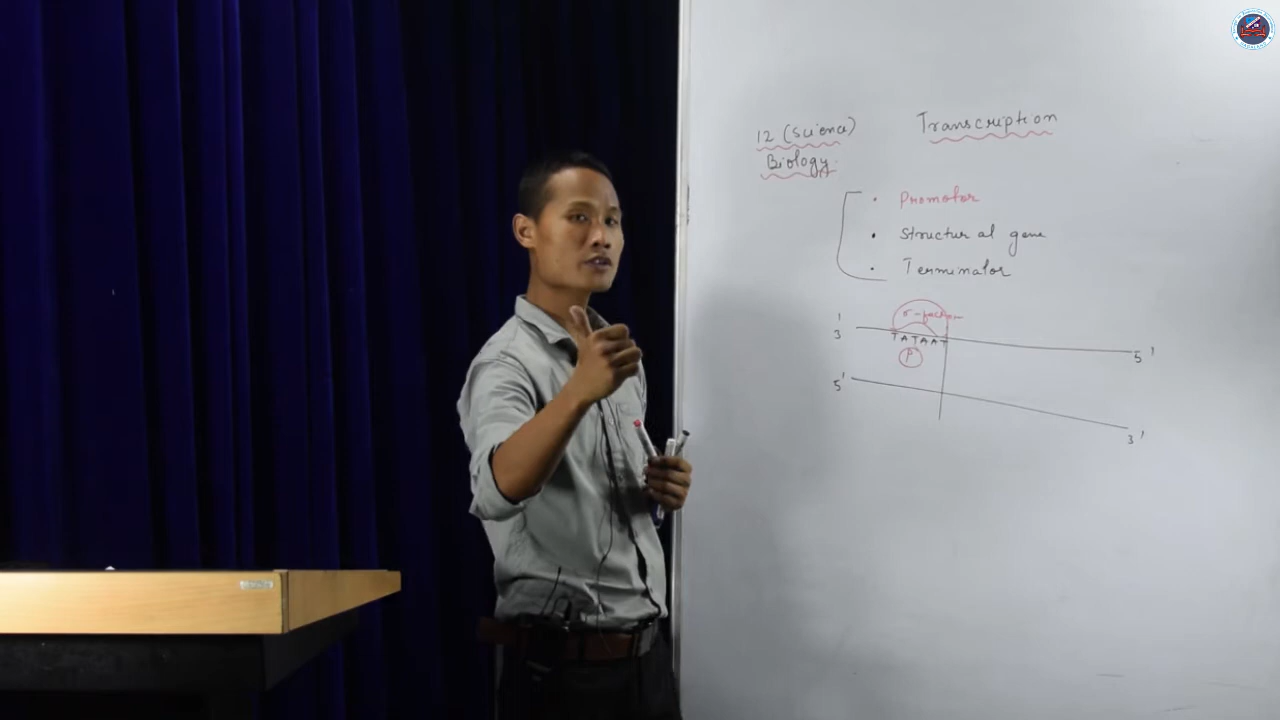 12 (Science)
Biology
Transcription
• Promotor
• Structural gene
• Terminator
σ-factor
3' 5'
TATAAT
P
5' 3'